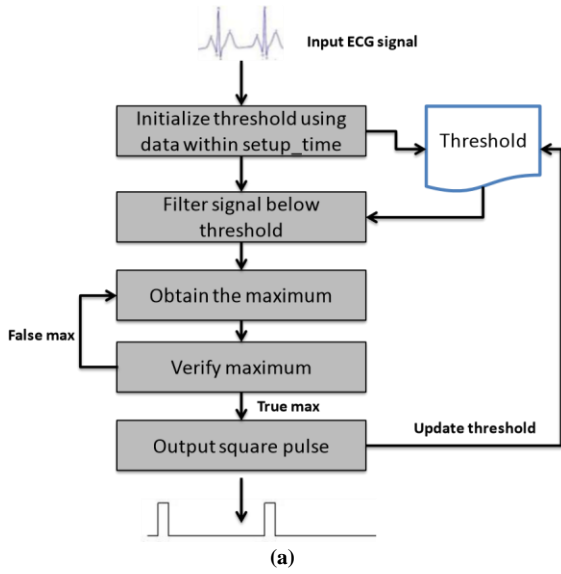 Input ECG signal
Initialize threshold using
data within setup_time
Threshold
Filter signal below
threshold
Obtain the maximum
False max
Verify maximum
True max
Update threshold
Output square pulse
(a)